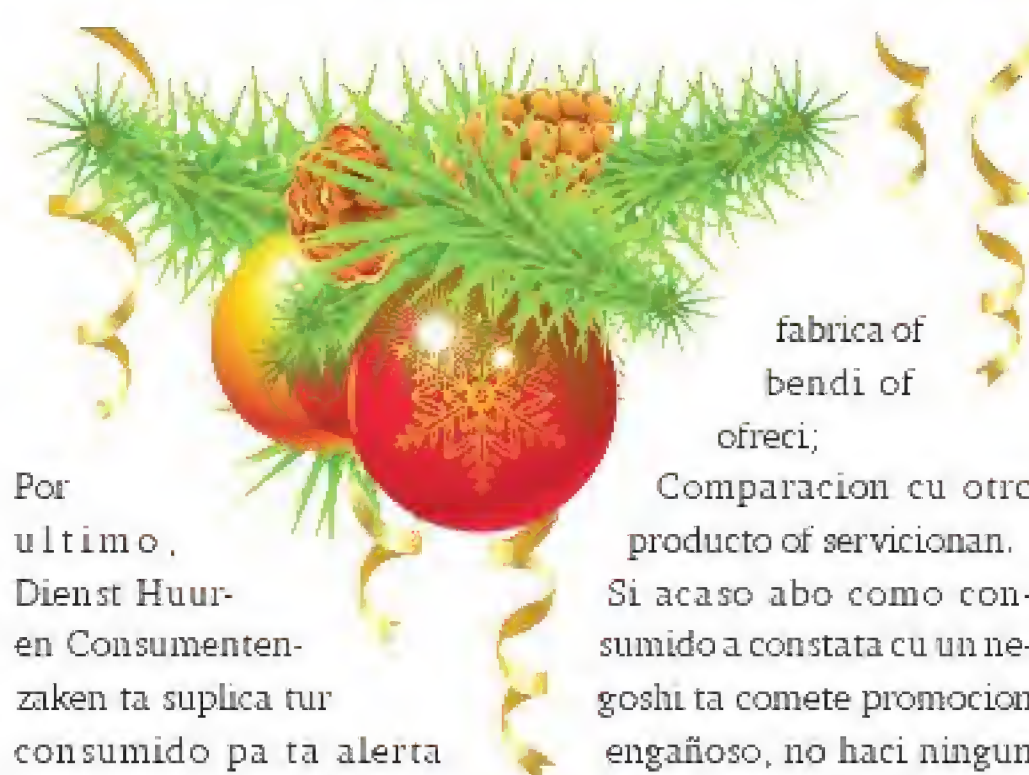 Por
ultimo,
Dienst Huur-
en Consumenten-
zaken ta suplica tur
consumido pa ta alerta
fabrica of
bendi of
ofreci;
Comparacion cu otro
producto of servicionan.
Si acaso abo como con-
sumido a constata cu un ne-
goshi ta comete promocion
engañoso, no haci ningun